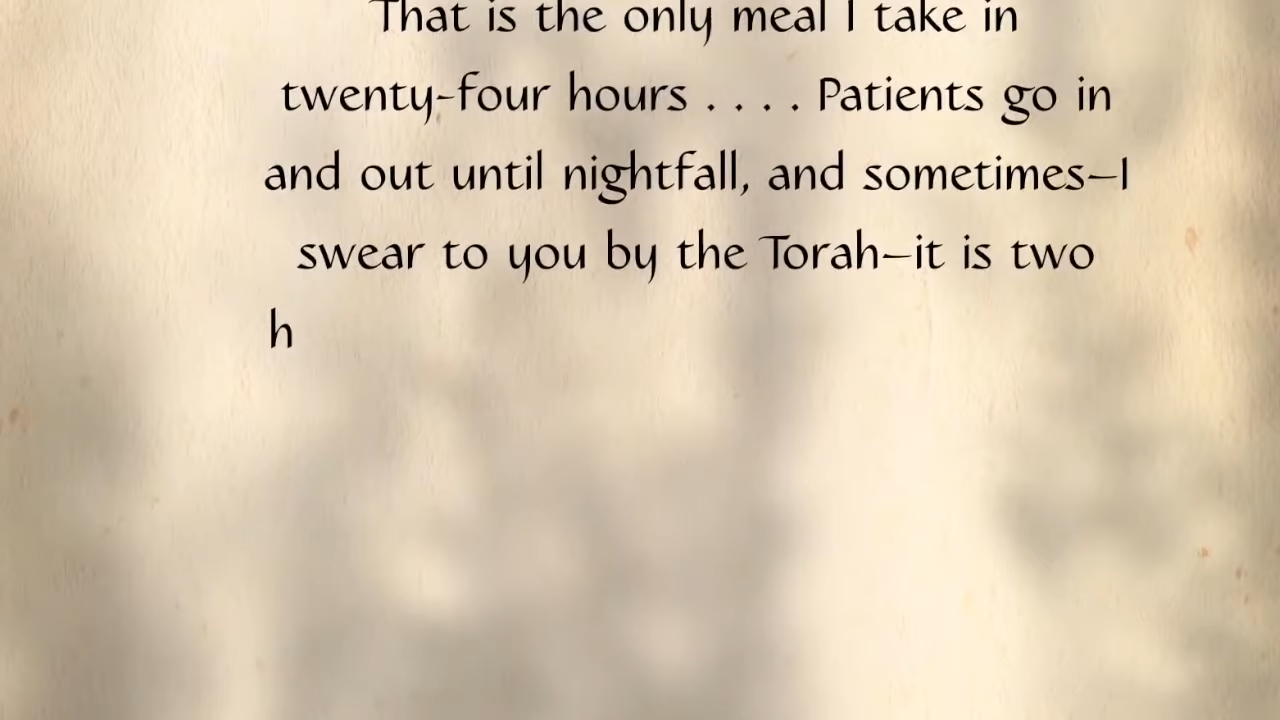 That is the only meal I take in
twenty-four hours . . . . Patients go in
and out until nightfall, and sometimes—I
swear to you by the Torah—it is two
h